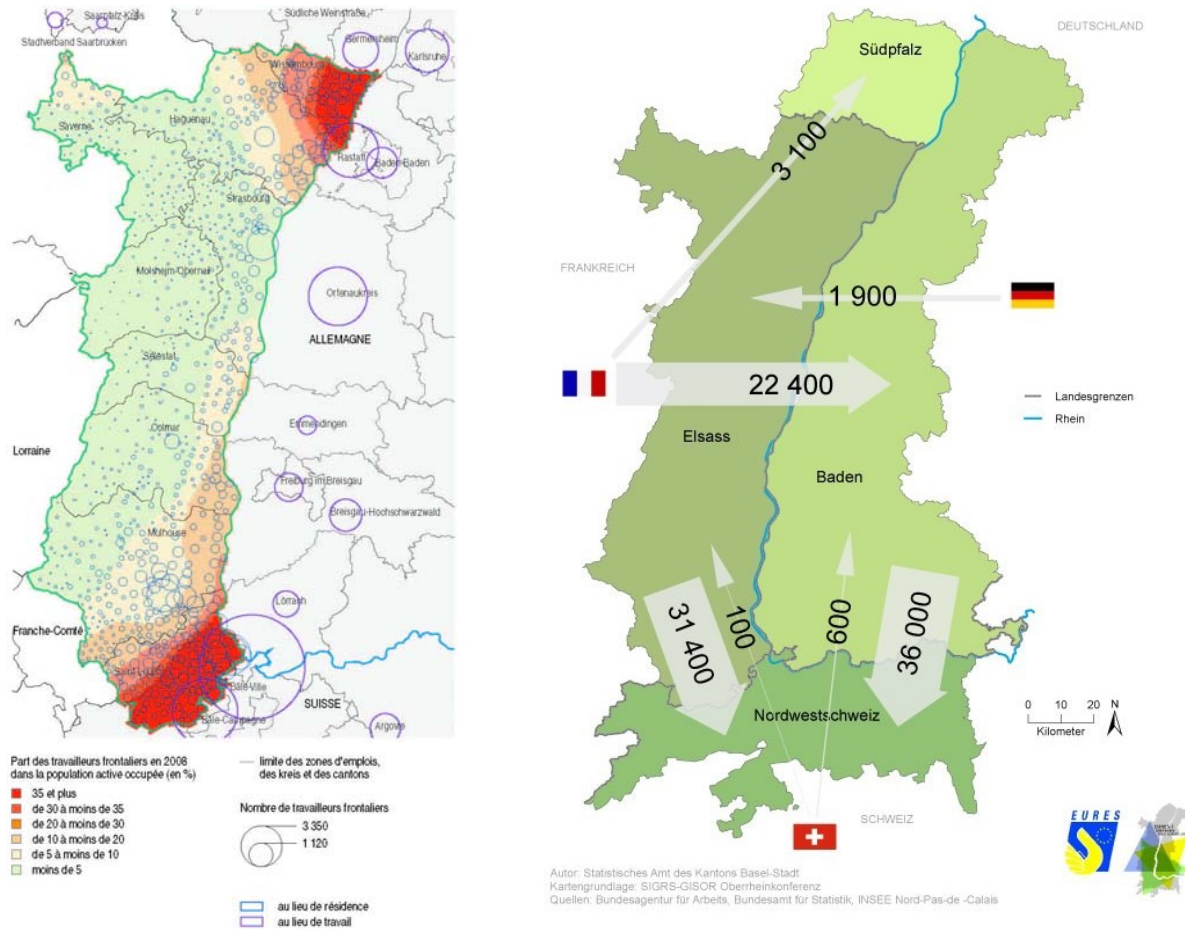 Saarpfalz-Kreis
Stadtverband Saarbrücken
Südliche Weinstraße
Germersheim
Karlsruhe
Wissembourg
Haguenau
Saverne
Rastatt
Baden-Baden
Strasbourg
Molsheim-Obernai
Ortenaukreis
ALLEMAGNE
Sélestat
Colmar
Emmendingen
Lorraine
Freiburg im Breisgau
Breisgau-Hochschwarzwald
Mulhouse
Lörrach
Franche-Comté
Saint-Louis
Bâle-Ville
SUISSE
Bâle-Campagne
Argovie
Part des travailleurs frontaliers en 2008
dans la population active occupée (en %)
35 et plus
de 30 à moins de 35
de 20 à moins de 30
de 10 à moins de 20
de 5 à moins de 10
moins de 5
limite des zones d'emplois,
des kreis et des cantons
Nombre de travailleurs frontaliers
3 350
1 120
au lieu de résidence
au lieu de travail
DEUTSCHLAND
Südpfalz
3 100
FRANKREICH
1 900
22 400
Landesgrenzen
Rhein
Elsass
Baden
31 400
100
600
36 000
Nordwestschweiz
0 10 20
Kilometer
N
SCHWEIZ
EURES
Autor: Statistisches Amt des Kantons Basel-Stadt
Kartengrundlage: SIGRS-GISOR Oberrheinkonferenz
Quellen: Bundesagentur für Arbeits, Bundesamt für Statistik, INSEE Nord-Pas-de -Calais